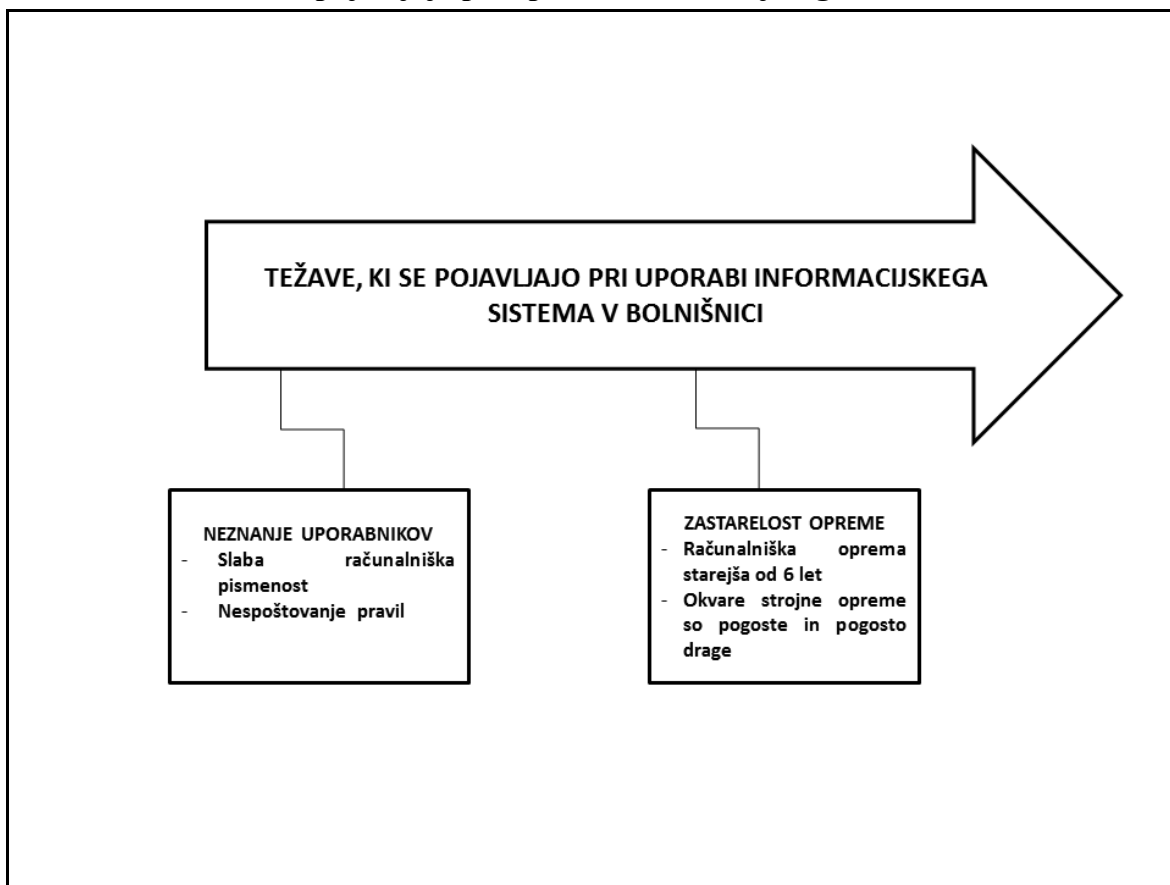 TEŽAVE, KI SE POJAVLJAJO PRI UPORABI INFORMACIJSKEGA
SISTEMA V BOLNIŠNICI
NEZNANJE UPORABNIKOV
- Slaba računalniška
pismenost
- Nespoštovanje pravil
ZASTARELOST OPREME
- Računalniška oprema
starejša od 6 let
- Okvare strojne opreme
so pogoste in pogosto
drage